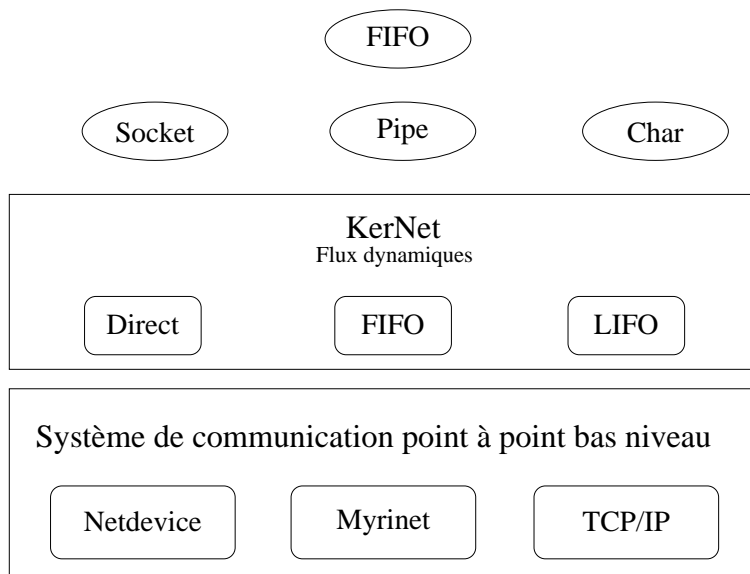 FIFO
Socket Pipe Char
KerNet
Flux dynamiques
Direct FIFO LIFO
Système de communication point à point bas niveau
Netdevice Myrinet TCP/IP